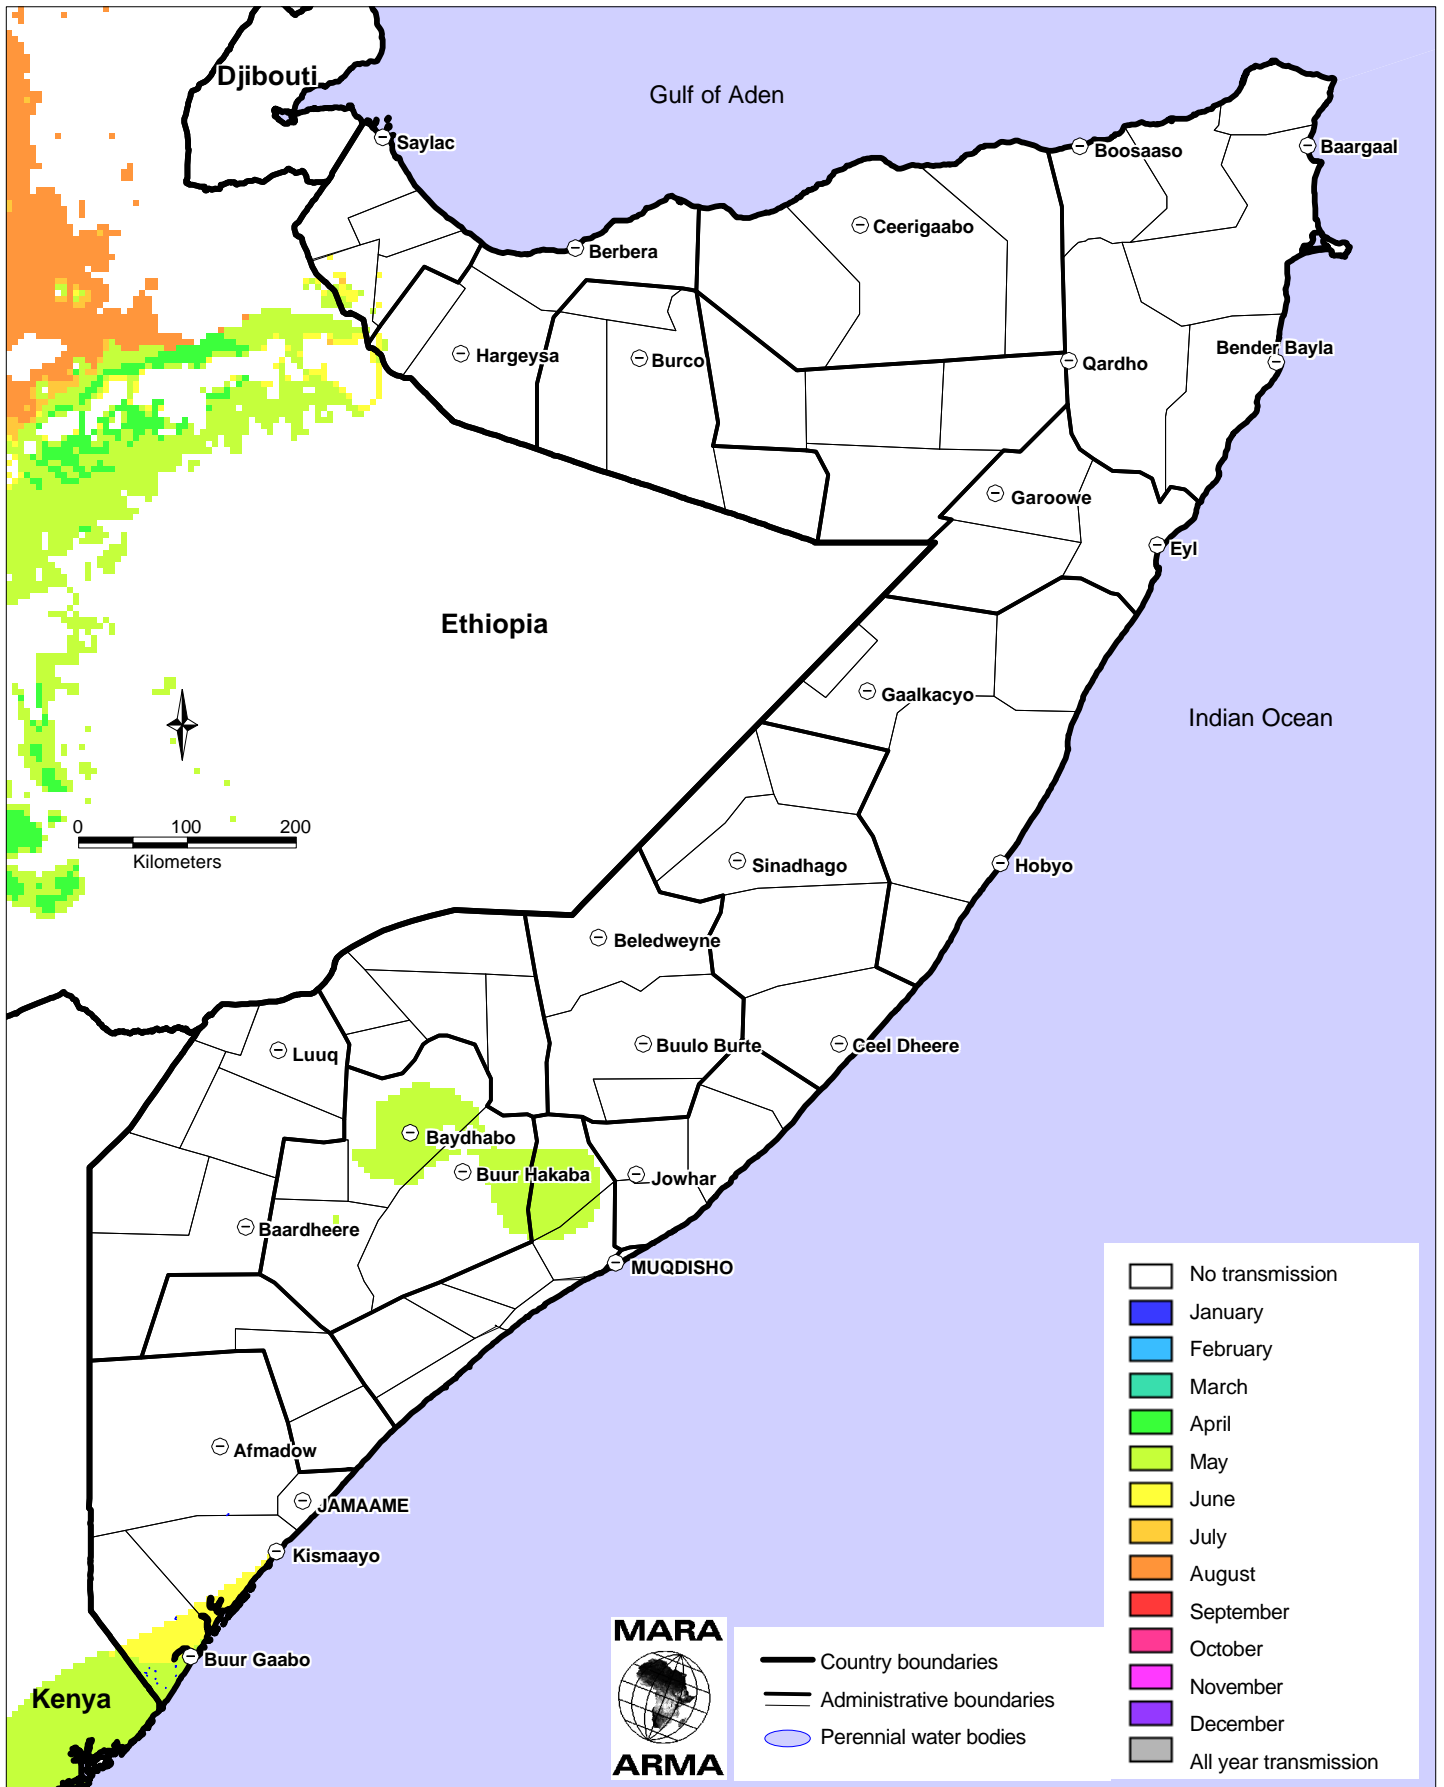 Djibouti
Gulf of Aden
Saylac
Boosaaso
Baargaal
Ceerigaabo
Berbera
Hargeysa
Burco
Qardho
Bender Bayla
Garoowe
Eyl
Ethiopia
Gaalkacyo
Indian Ocean
0 100 200
Kilometers
Sinadhago
Hobyo
Beledweyne
Luuq
Buulo Burte
Ceel Dheere
Baydhabo
Buur Hakaba
Jowhar
Baardheere
MUQDISHO
Afmadow
JAMAAME
Kismaayo
Buur Gaabo
Kenya
MARA
ARMA
Country boundaries
Administrative boundaries
Perennial water bodies
No transmission
January
February
March
April
May
June
July
August
September
October
November
December
All year transmission